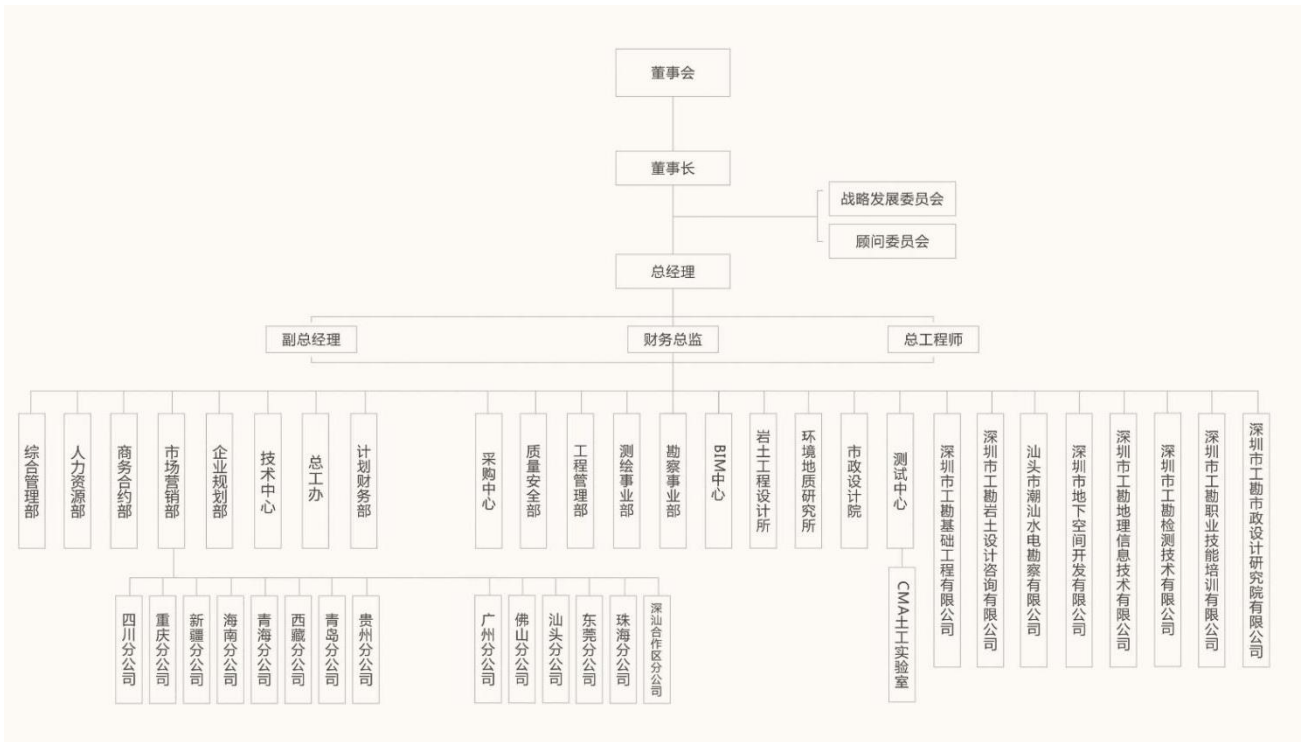 董事会
董事长
战略发展委员会
顾问委员会
总经理
副总经理
财务总监
总工程师
综合管理部
人力资源部
商务合约部
市场营销部
企业规划部
技术中心
总工办
计划财务部
采购中心
质量安全部
工程管理部
测绘事业部
勘察事业部
BIM中心
岩土工程设计所
环境地质研究所
市政设计院
测试中心
深圳市工勘基础工程有限公司
深圳市工勘岩土设计咨询有限公司
汕头市潮汕水电勘察有限公司
深圳市地下空间开发有限公司
深圳市工勘地理信息技术有限公司
深圳市工勘检测技术有限公司
深圳市工勘职业技能培训有限公司
深圳市工勘市政设计研究院有限公司
四川分公司
重庆分公司
新疆分公司
海南分公司
青海分公司
西藏分公司
青岛分公司
贵州分公司
广州分公司
佛山分公司
汕头分公司
东莞分公司
珠海分公司
深汕合作区分公司
CMA土工实验室